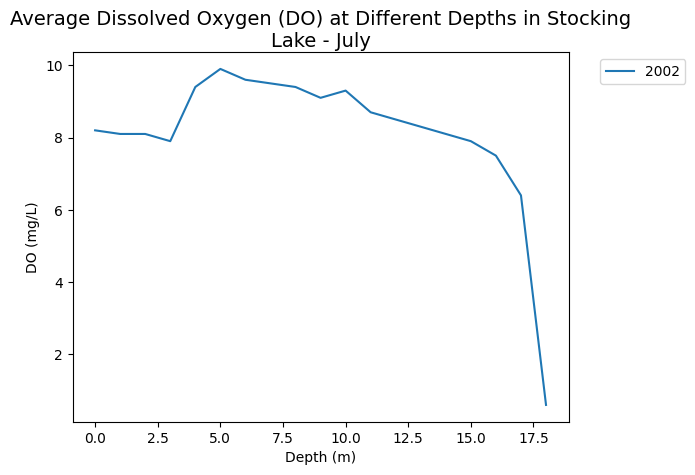 Average Dissolved Oxygen (DO) at Different Depths in Stocking
Lake - July
2002
10
8
6
4
2
DO (mg/L)
0.0 2.5 5.0 7.5 10.0 12.5 15.0 17.5
Depth (m)